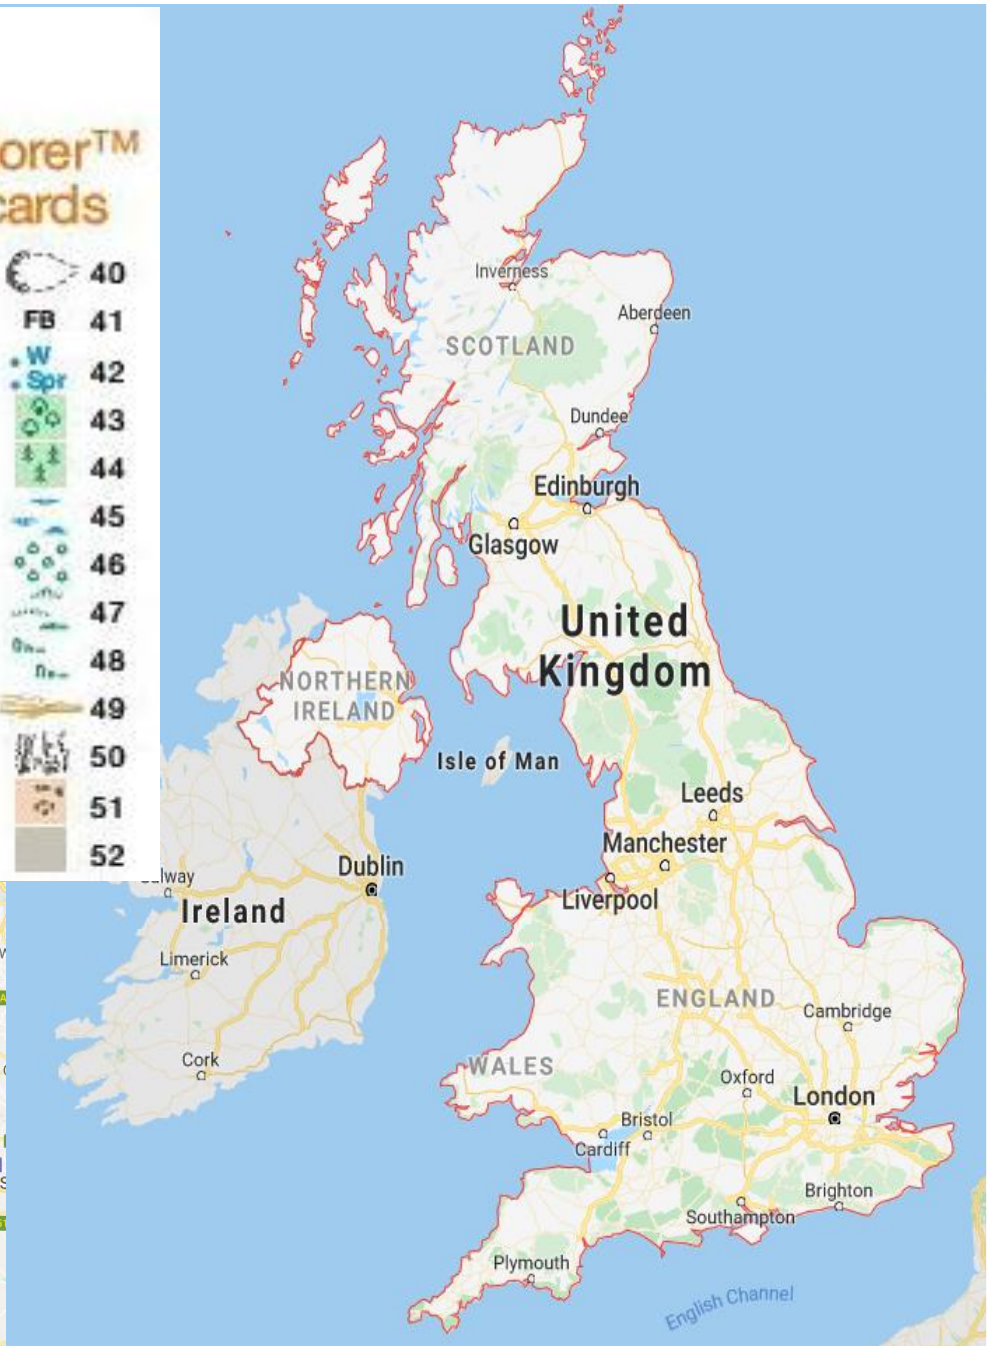 orer™
cards
40
FB 41
W
Spr 42
43
44
45
46
47
48
49
50
51
52
Inverness
Aberdeen
SCOTLAND
Dundee
Edinburgh
Glasgow
United
Kingdom
NORTHERN
IRELAND
Isle of Man
Leeds
Manchester
Liverpool
Dublin
lway
Ireland
Limerick
Cork
ENGLAND
Cambridge
WALES
Oxford
London
Bristol
Cardiff
Brighton
Southampton
Plymouth
English Channel